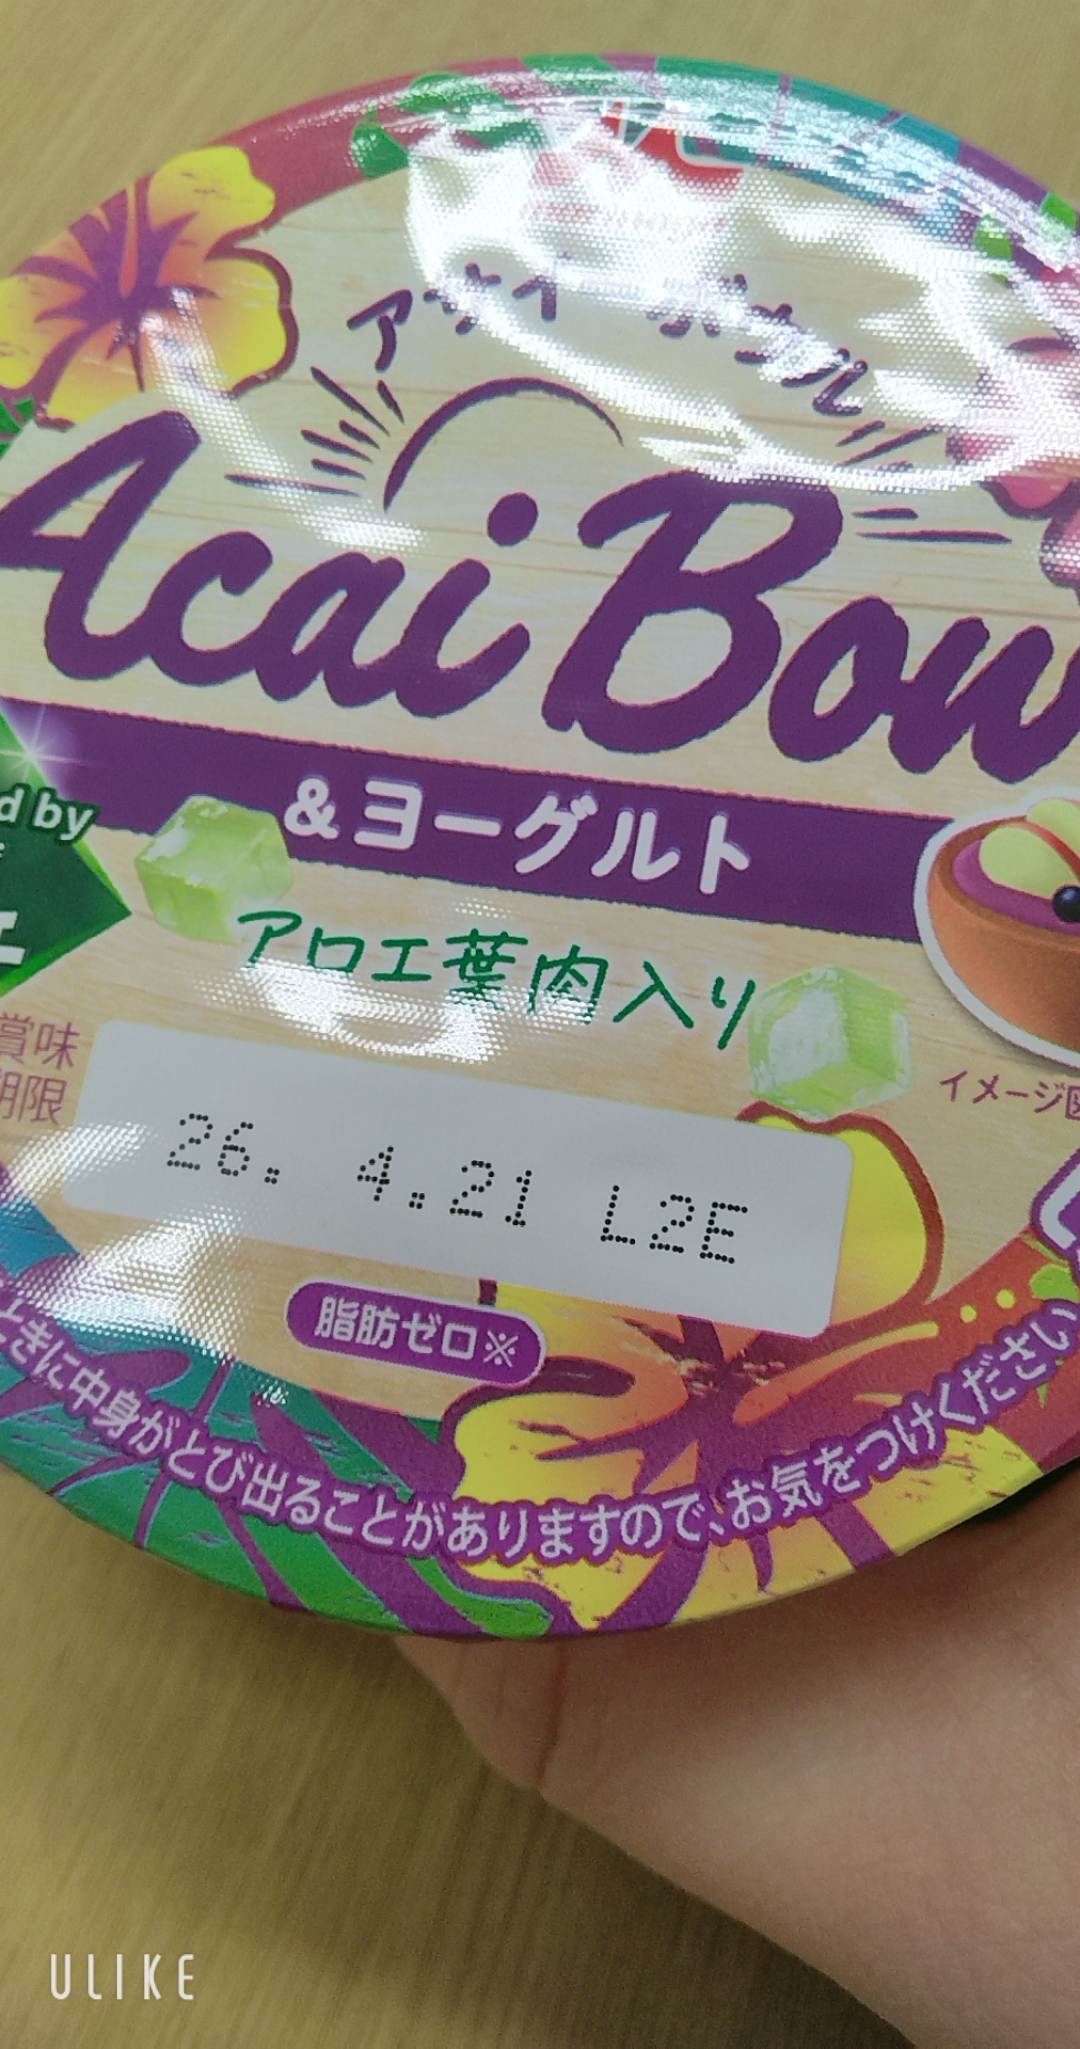 アサイーボウル
Acai Bow
&ヨーグルト
d by
アロエ葉肉入り
賞味
期限
26. 4.21 L2E
イメージ図
脂肪ゼロ※
ときに中身がとび出ることがありますので、お気をつけください
ULIKE